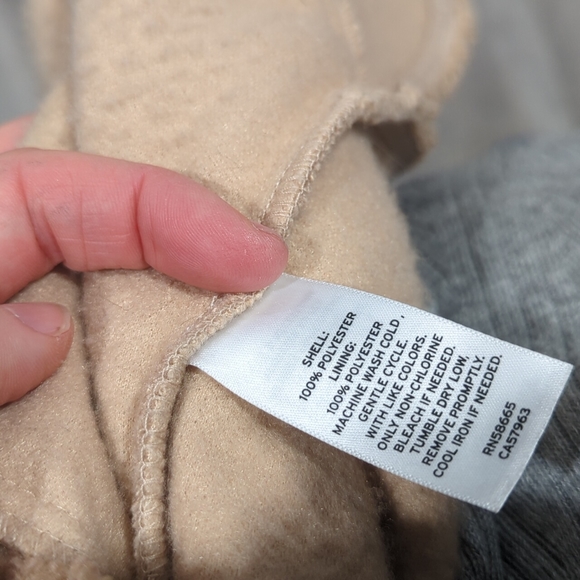 SHELL:
100% POLYESTER
LINING:
100% POLYESTER
MACHINE WASH COLD,
GENTLE CYCLE.
WITH LIKE COLORS.
ONLY NON-CHLORINE
BLEACH IF NEEDED.
TUMBLE DRY LOW.
REMOVE PROMPTLY.
COOL IRON IF NEEDED.
RN58665
CA57963